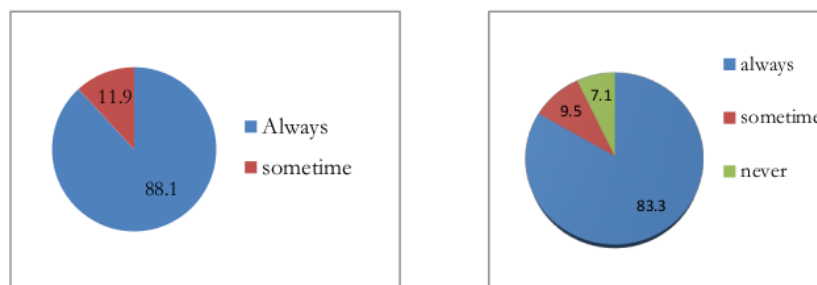 11.9
88.1
Always
sometime
7.1
9.5
83.3
always
sometime
never